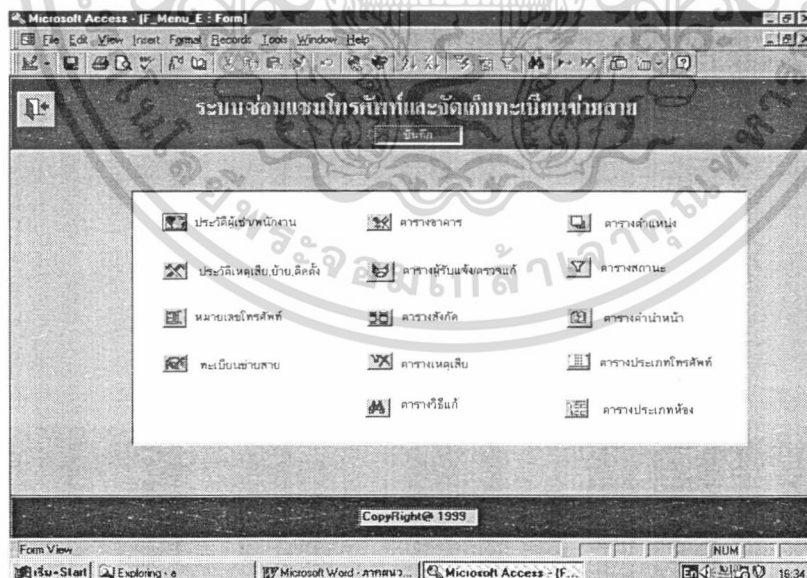 Microsoft Access - [F_Menu_E : Form]
File Edit View Insert Format Records Tools Window Help
ระบบซ่อมแซมโทรศัพท์และจัดเก็บทะเบียนข่ายสาย
บันทึก
ประวัติผู้เช่า/พนักงาน ตารางอาคาร ตารางตำแหน่ง
ประวัติเหตุเสีย,ย้าย,ติดตั้ง ตารางผู้รับแจ้ง/ตรวจแก้ ตารางสถานะ
หมายเลขโทรศัพท์ ตารางสังกัด ตารางคำนำหน้า
ทะเบียนข่ายสาย ตารางเหตุเสีย ตารางประเภทโทรศัพท์
ตารางวิธีแก้ ตารางประเภทห้อง
CopyRight@ 1999
Form View NUM
เริ่ม-Start Exploring - e Microsoft Word - ภาคผนว... Microsoft Access - [F... En 16:34